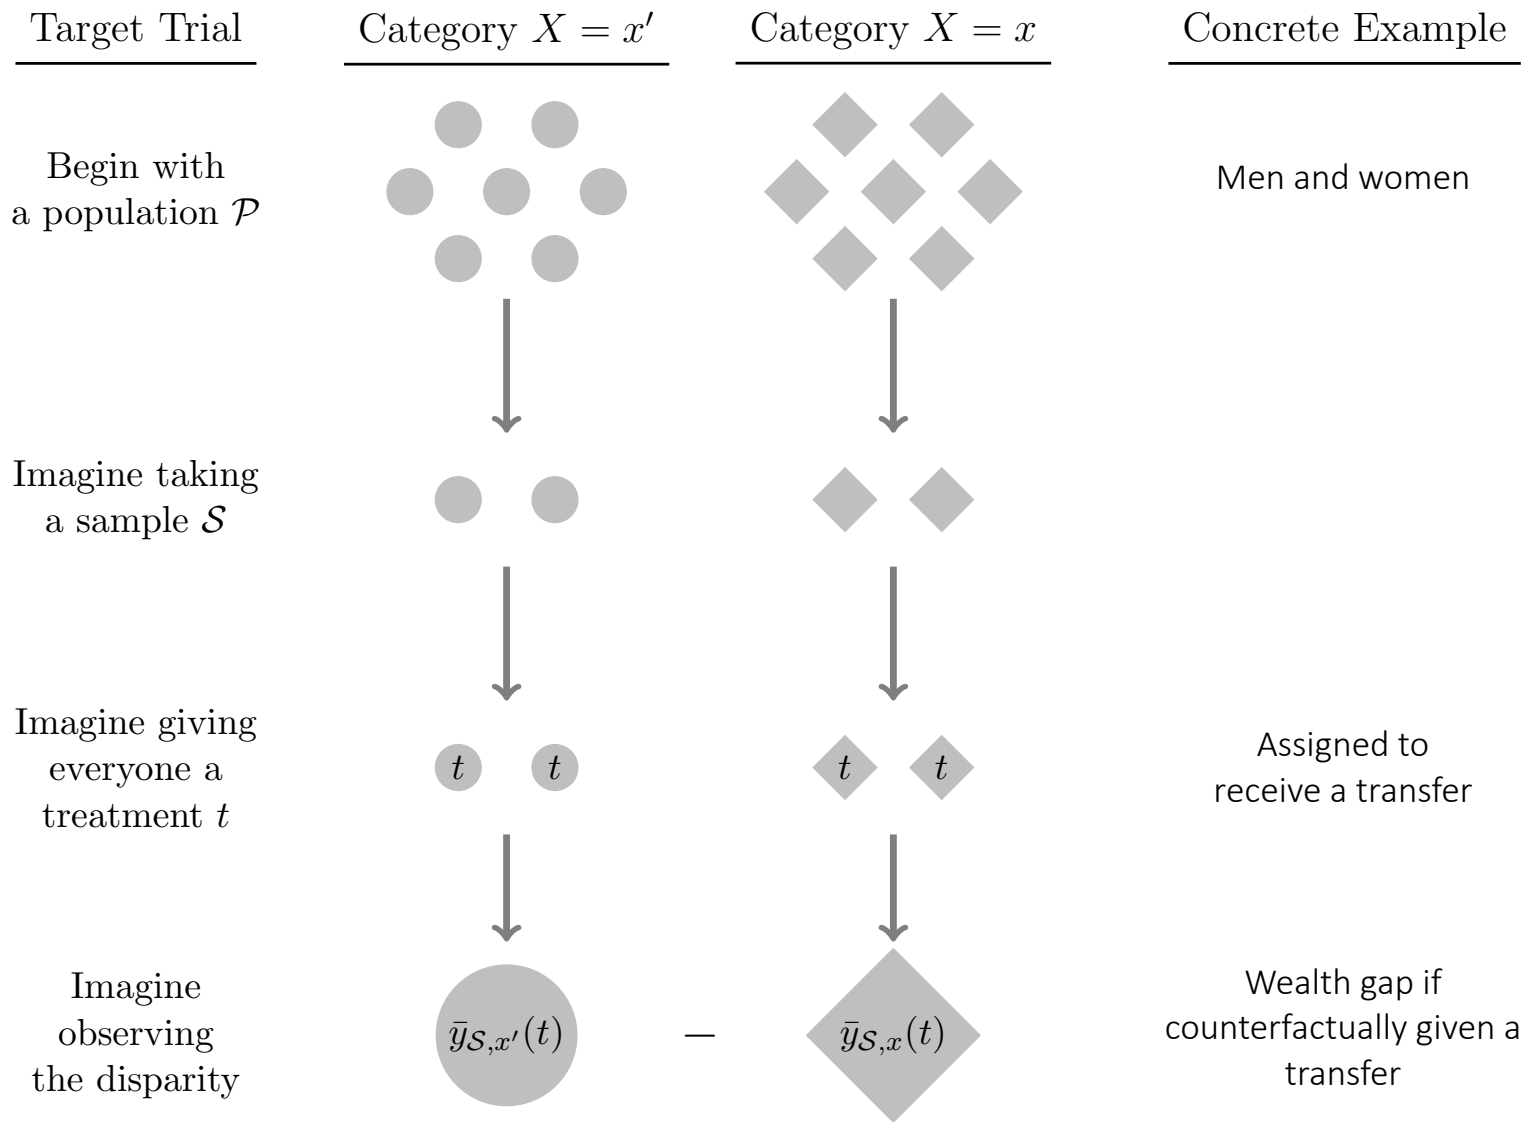 Target Trial
Category X = x′
Category X = x
Concrete Example
Begin with
a population 𝒫
Men and women
Imagine taking
a sample 𝒮
Imagine giving
everyone a
treatment t
t t
t t
Assigned to
receive a transfer
Imagine
observing
the disparity
ȳ𝒮,x′(t)
−
ȳ𝒮,x(t)
Wealth gap if
counterfactually given a
transfer